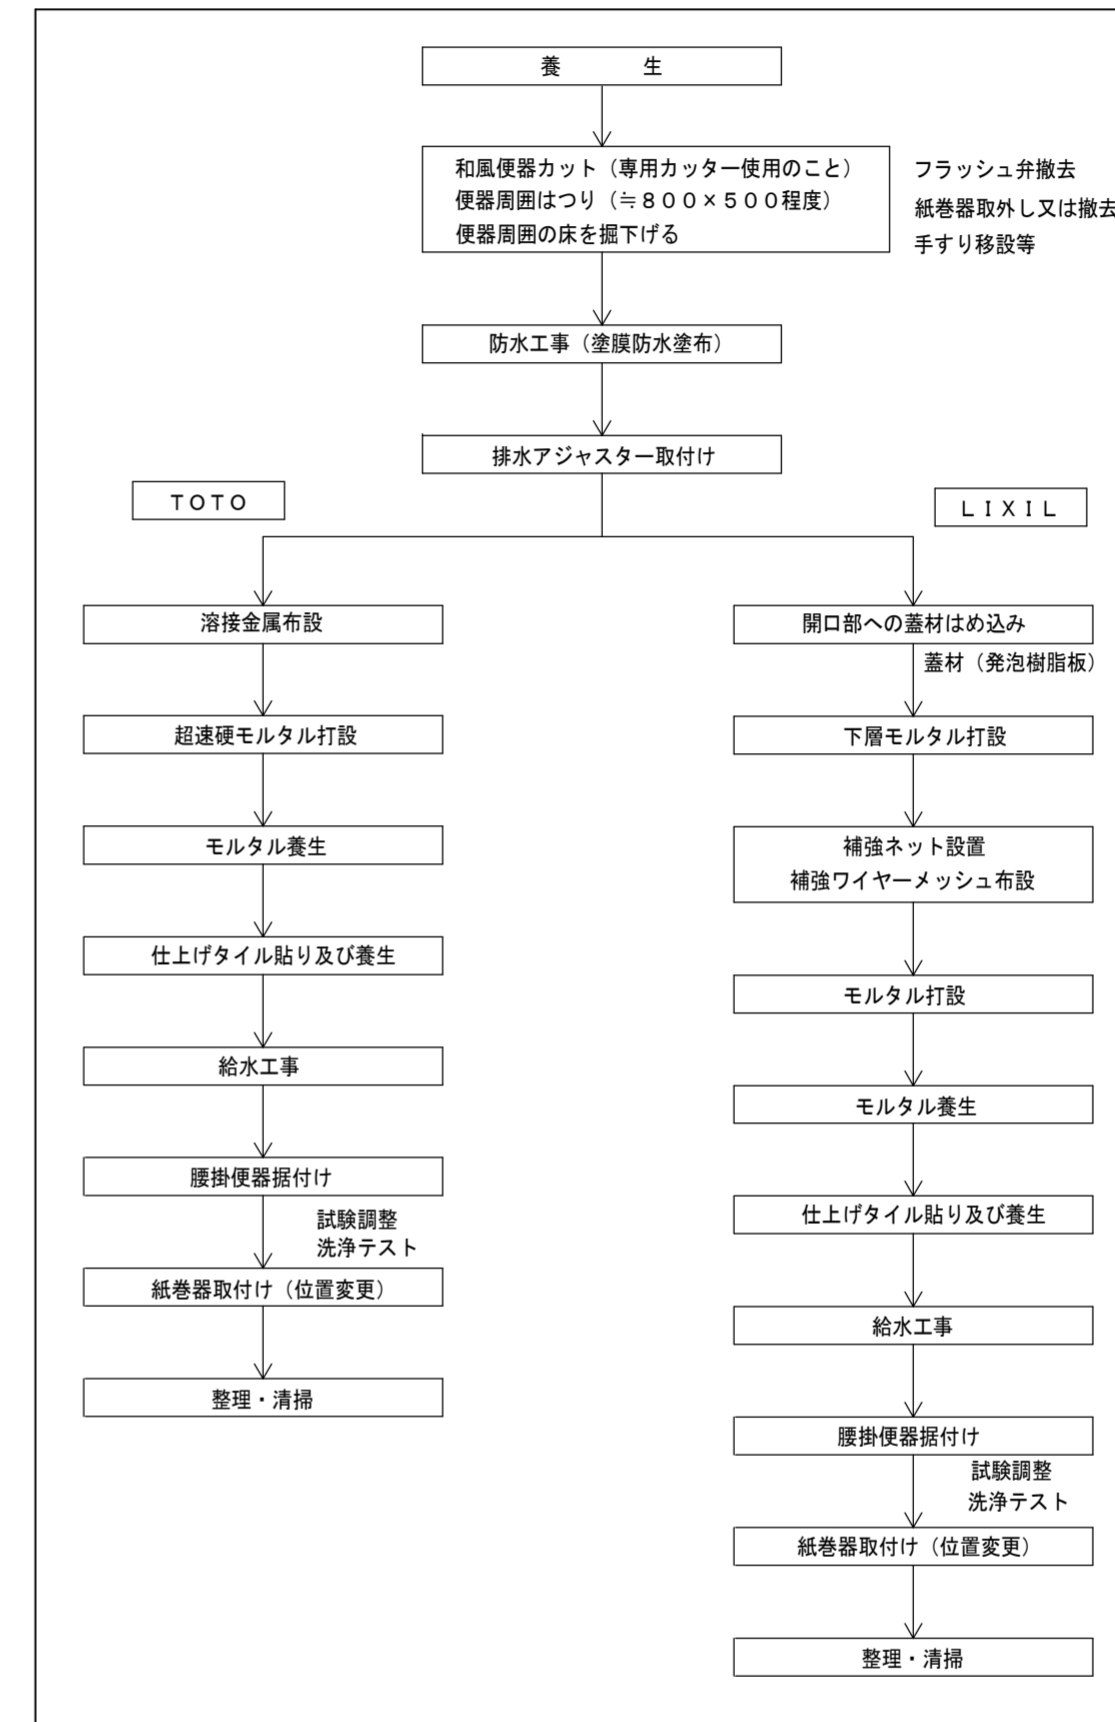 養　　　生
和風便器カット（専用カッター使用のこと）
便器周囲はつり（≒８００×５００程度）
便器周囲の床を掘下げる
フラッシュ弁撤去
紙巻器取外し又は撤去
手すり移設等
防水工事（塗膜防水塗布）
排水アジャスター取付け
ＴＯＴＯ
溶接金属布設
超速硬モルタル打設
モルタル養生
仕上げタイル貼り及び養生
給水工事
腰掛便器据付け
試験調整
洗浄テスト
紙巻器取付け（位置変更）
整理・清掃
ＬＩＸＩＬ
開口部への蓋材はめ込み
蓋材（発泡樹脂板）
下層モルタル打設
補強ネット設置
補強ワイヤーメッシュ布設
モルタル打設
モルタル養生
仕上げタイル貼り及び養生
給水工事
腰掛便器据付け
試験調整
洗浄テスト
紙巻器取付け（位置変更）
整理・清掃